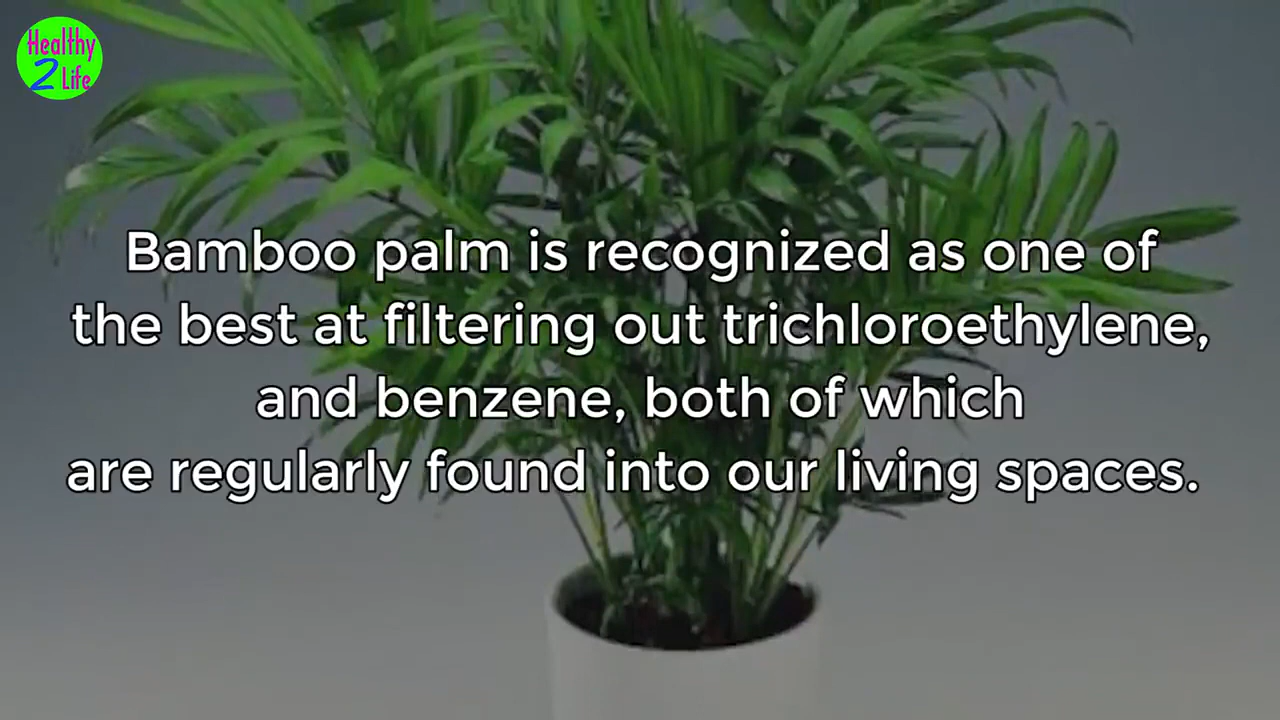 Healthy
2 Life
Bamboo palm is recognized as one of
the best at filtering out trichloroethylene,
and benzene, both of which
are regularly found into our living spaces.